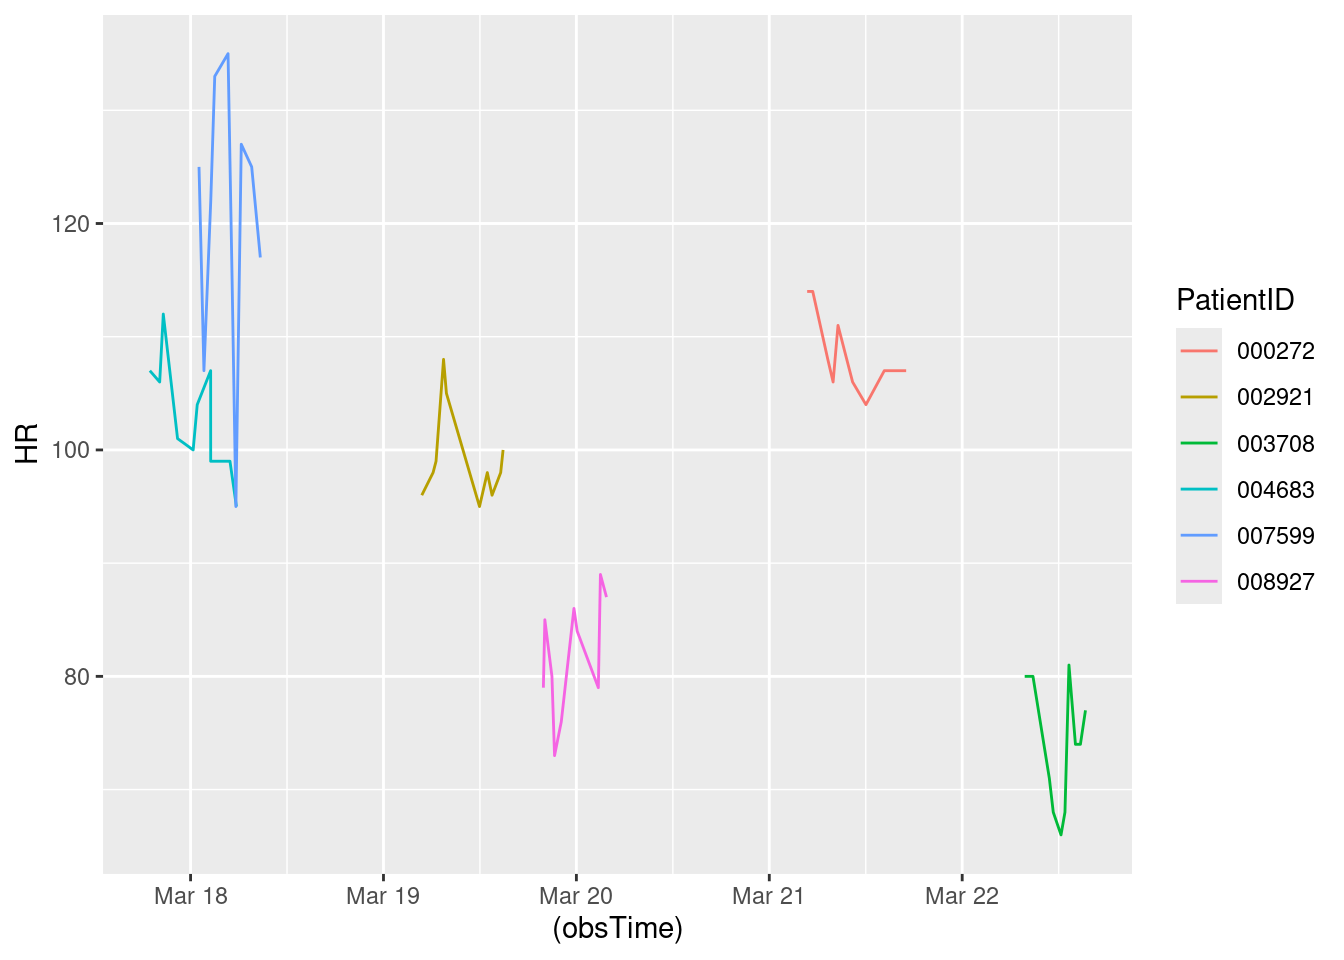 HR
120
100
80
Mar 18
Mar 19
Mar 20
Mar 21
Mar 22
(obsTime)
PatientID
000272
002921
003708
004683
007599
008927